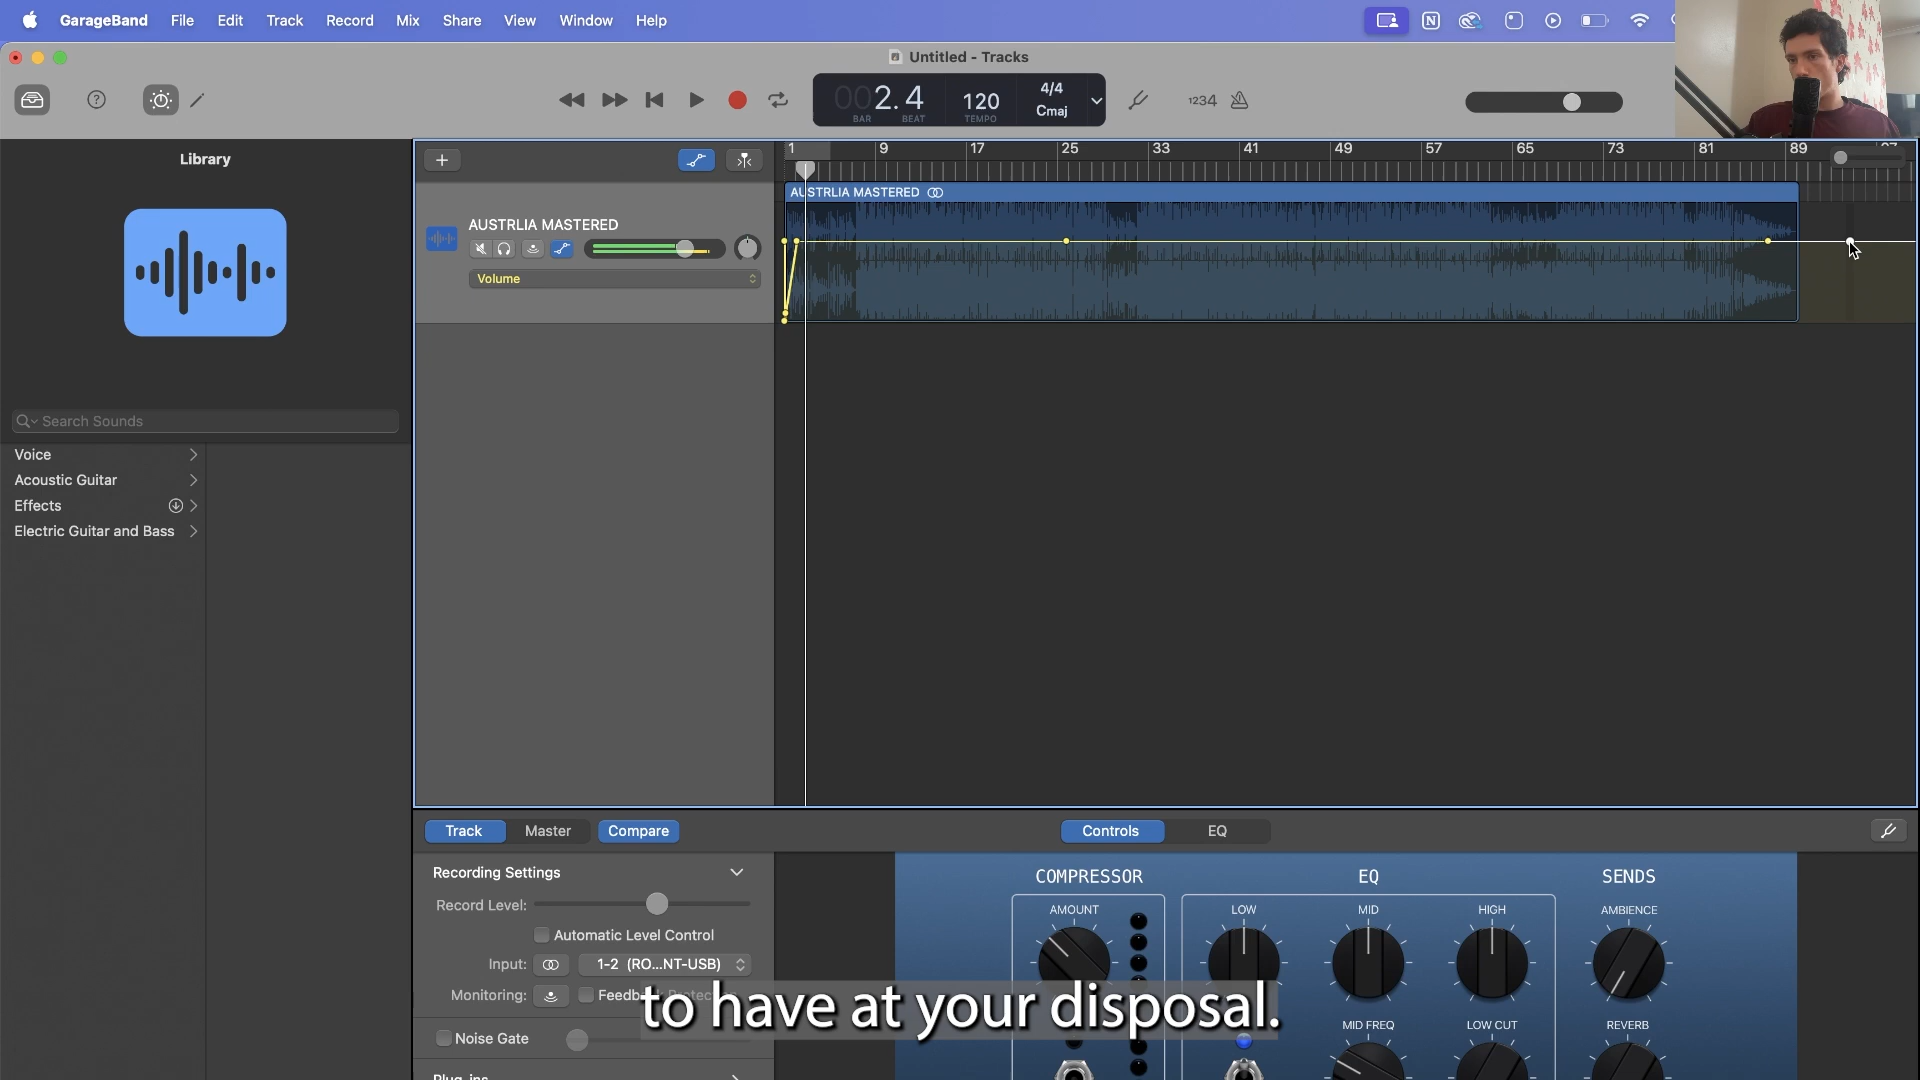 GarageBand File Edit Track Record Mix Share View Window Help
Untitled - Tracks
002.4 120 4/4 Cmaj
BAR BEAT TEMPO
1234
Library
1 9 17 25 33 41 49 57 65 73 81 89
AUSTRLIA MASTERED
AUSTRLIA MASTERED
Volume
Search Sounds
Voice
Acoustic Guitar
Effects
Electric Guitar and Bass
Track Master Compare Controls EQ
Recording Settings
Record Level:
Automatic Level Control
Input: 1-2 (RO...NT-USB)
Monitoring:
Noise Gate
COMPRESSOR EQ SENDS
AMOUNT LOW MID HIGH AMBIENCE
MID FREQ LOW CUT REVERB
to have at your disposal.